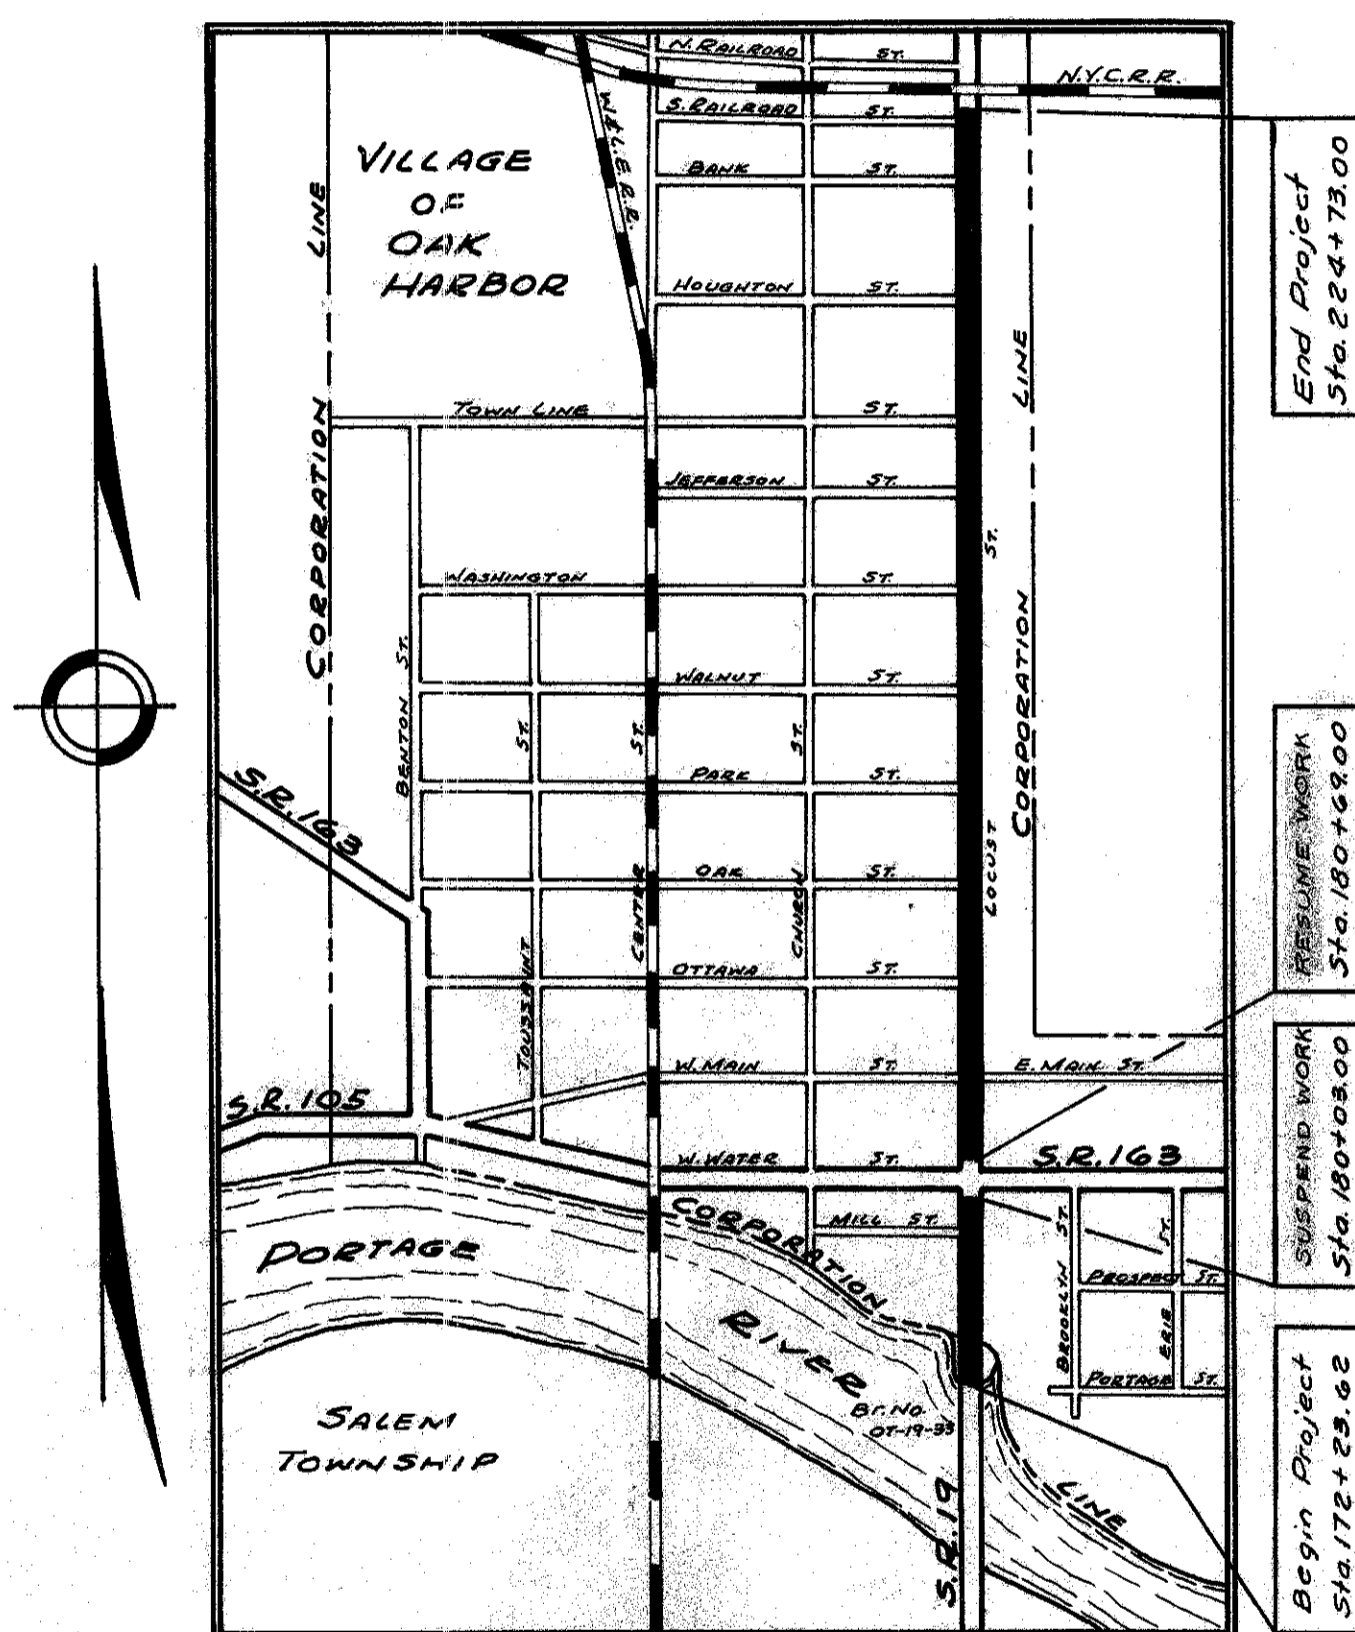 N. RAILROAD ST.
N.Y.C.R.R.
S. RAILROAD ST.
W.&L.E.R.R.
VILLAGE
OF
OAK
HARBOR
BANK ST.
End Project
Sta. 224+73.00
CORPORATION LINE
HOUGHTON ST.
CORPORATION LINE
TOWN LINE ST.
JEFFERSON ST.
WASHINGTON ST.
BENTON ST.
WALNUT ST.
TOUSSAINT ST.
CENTER ST.
CHURCH ST.
LOCUST ST.
PARK ST.
S.R. 163
RESUME WORK
Sta. 180+69.00
OAK ST.
OTTAWA ST.
W. MAIN ST.
E. MAIN ST.
S.R. 105
SUSPEND WORK
Sta. 180+03.00
W. WATER ST.
S.R. 163
MILL ST.
CORPORATION LINE
PORTAGE RIVER
BROOKLYN ST.
ERIE ST.
PROSPECT ST.
PORTAGE ST.
Br. No.
OT-19-33
SALEM
TOWNSHIP
S.R. 19
Begin Project
Sta. 172+23.62